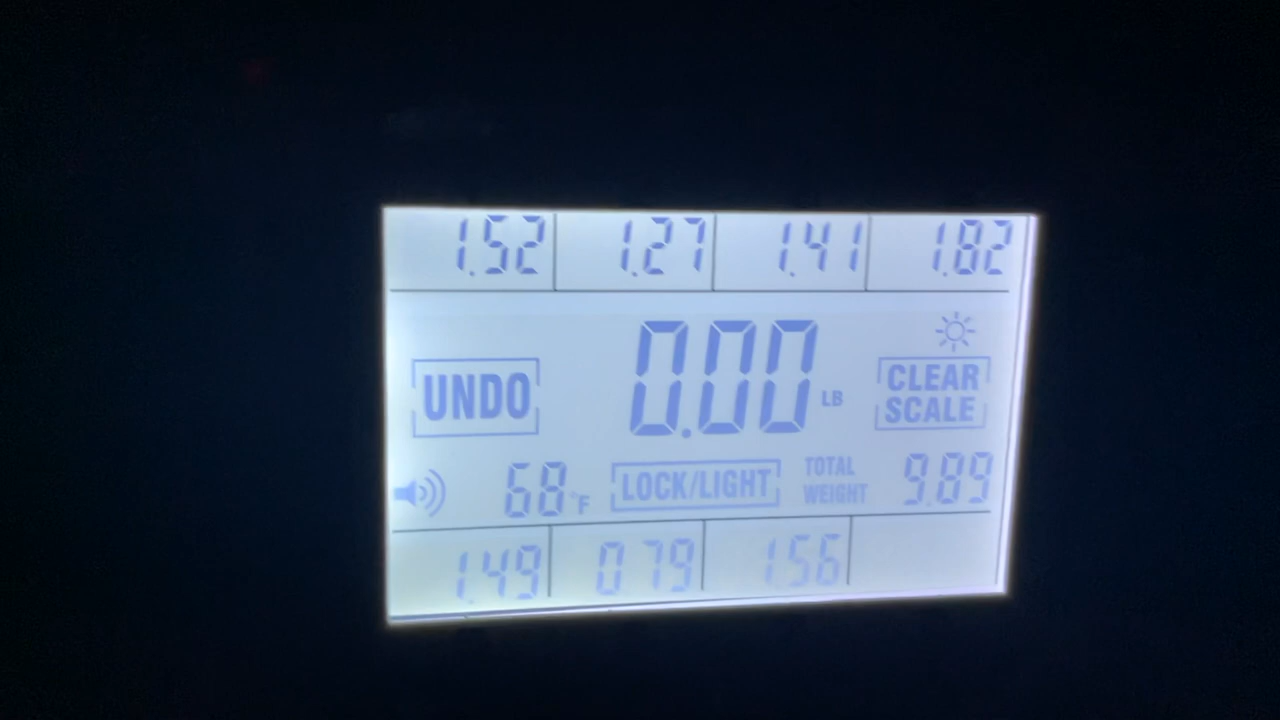 1.52 1.27 1.41 1.82
0.00 LB
UNDO
CLEAR
SCALE
68°F LOCK/LIGHT TOTAL WEIGHT 9.89
1.49 0.79 1.56